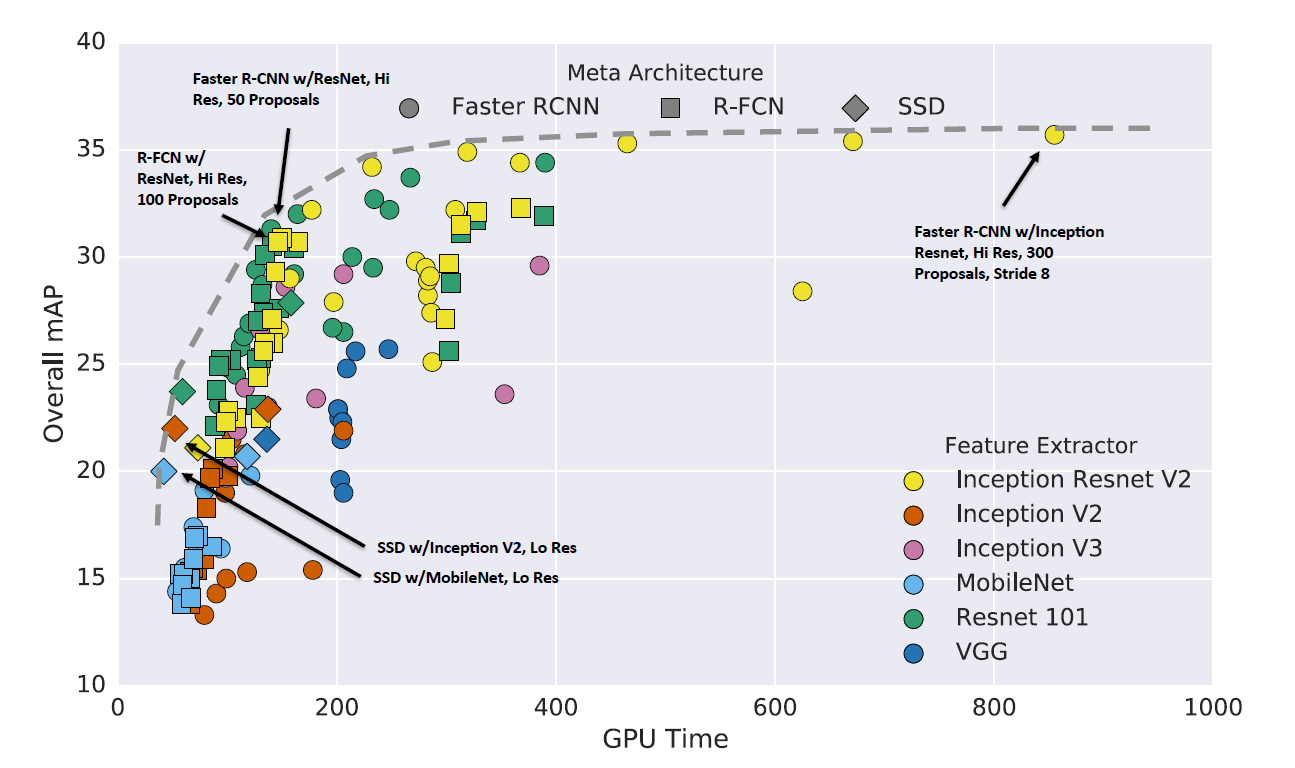 40
35
30
25
20
15
10
Overall mAP
0
200
400
600
800
1000
GPU Time
Meta Architecture
Faster RCNN
R-FCN
SSD
Faster R-CNN w/ResNet, Hi
Res, 50 Proposals
R-FCN w/
ResNet, Hi Res,
100 Proposals
Faster R-CNN w/Inception
Resnet, Hi Res, 300
Proposals, Stride 8
SSD w/Inception V2, Lo Res
SSD w/MobileNet, Lo Res
Feature Extractor
Inception Resnet V2
Inception V2
Inception V3
MobileNet
Resnet 101
VGG